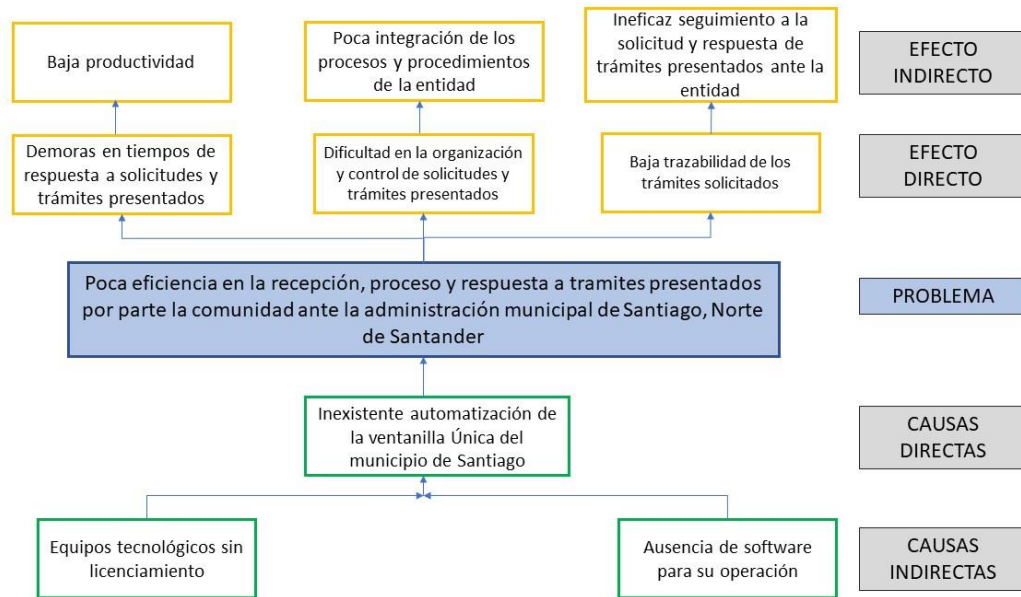 Baja productividad
Poca integración de los
procesos y procedimientos
de la entidad
Ineficaz seguimiento a la
solicitud y respuesta de
trámites presentados ante la
entidad
EFECTO
INDIRECTO
Demoras en tiempos de
respuesta a solicitudes y
trámites presentados
Dificultad en la organización
y control de solicitudes y
trámites presentados
Baja trazabilidad de los
trámites solicitados
EFECTO
DIRECTO
Poca eficiencia en la recepción, proceso y respuesta a tramites presentados
por parte la comunidad ante la administración municipal de Santiago, Norte
de Santander
PROBLEMA
Inexistente automatización de
la ventanilla Única del
municipio de Santiago
CAUSAS
DIRECTAS
Equipos tecnológicos sin
licenciamiento
Ausencia de software
para su operación
CAUSAS
INDIRECTAS